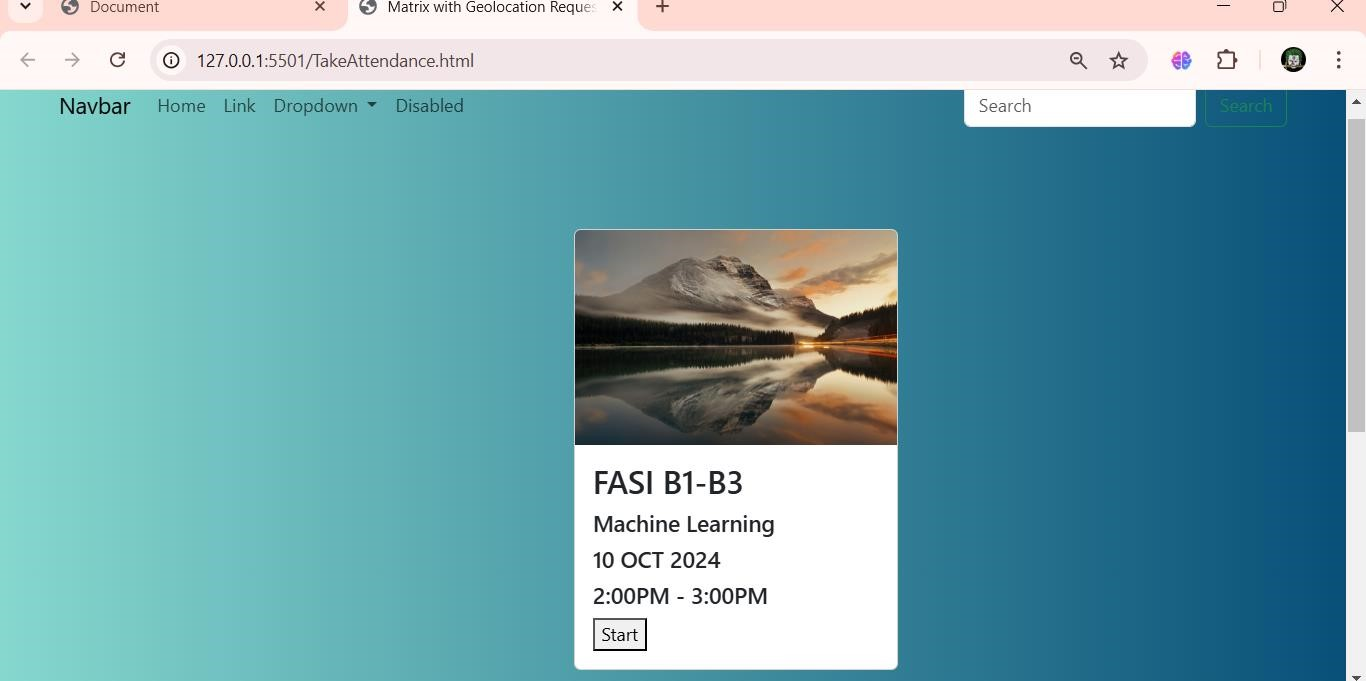 Document
Matrix with Geolocation Reques
127.0.0.1:5501/TakeAttendance.html
Navbar Home Link Dropdown Disabled Search Search
FASI B1-B3
Machine Learning
10 OCT 2024
2:00PM - 3:00PM
Start